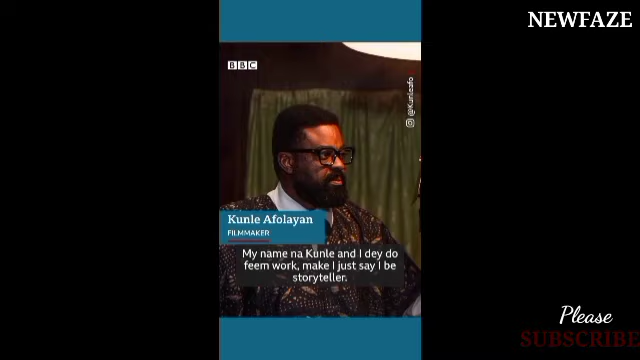 NEWFAZE
BBC
@Kunleafo
Kunle Afolayan
FILMMAKER
My name na Kunle and I dey do
feem work, make I just say I be
storyteller.
Please
SUBSCRIBE